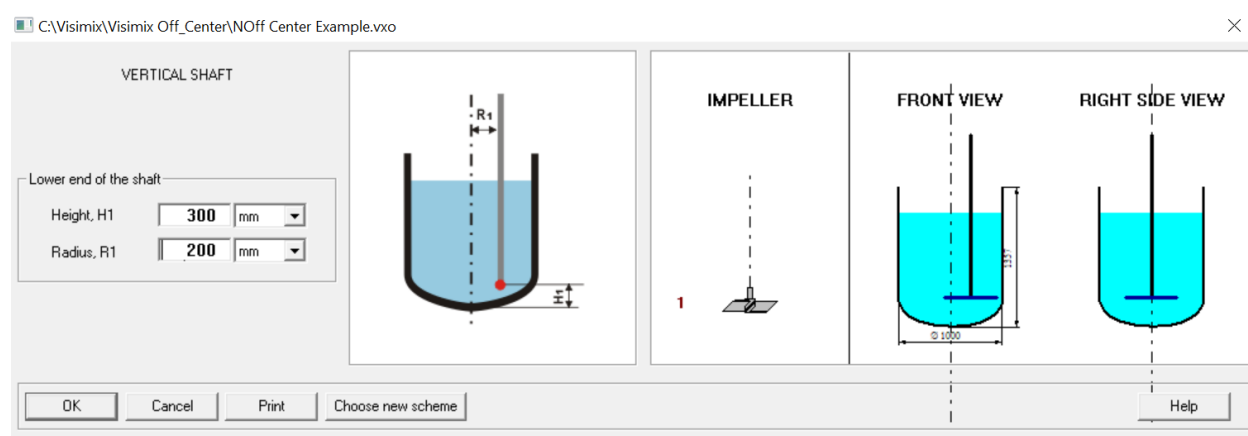 C:\Visimix\Visimix Off_Center\NOff Center Example.vxo
VERTICAL SHAFT
Lower end of the shaft
Height, H1 300 mm
Radius, R1 200 mm
R1
H1
IMPELLER
1
FRONT VIEW
RIGHT SIDE VIEW
1357
∅ 1000
OK
Cancel
Print
Choose new scheme
Help